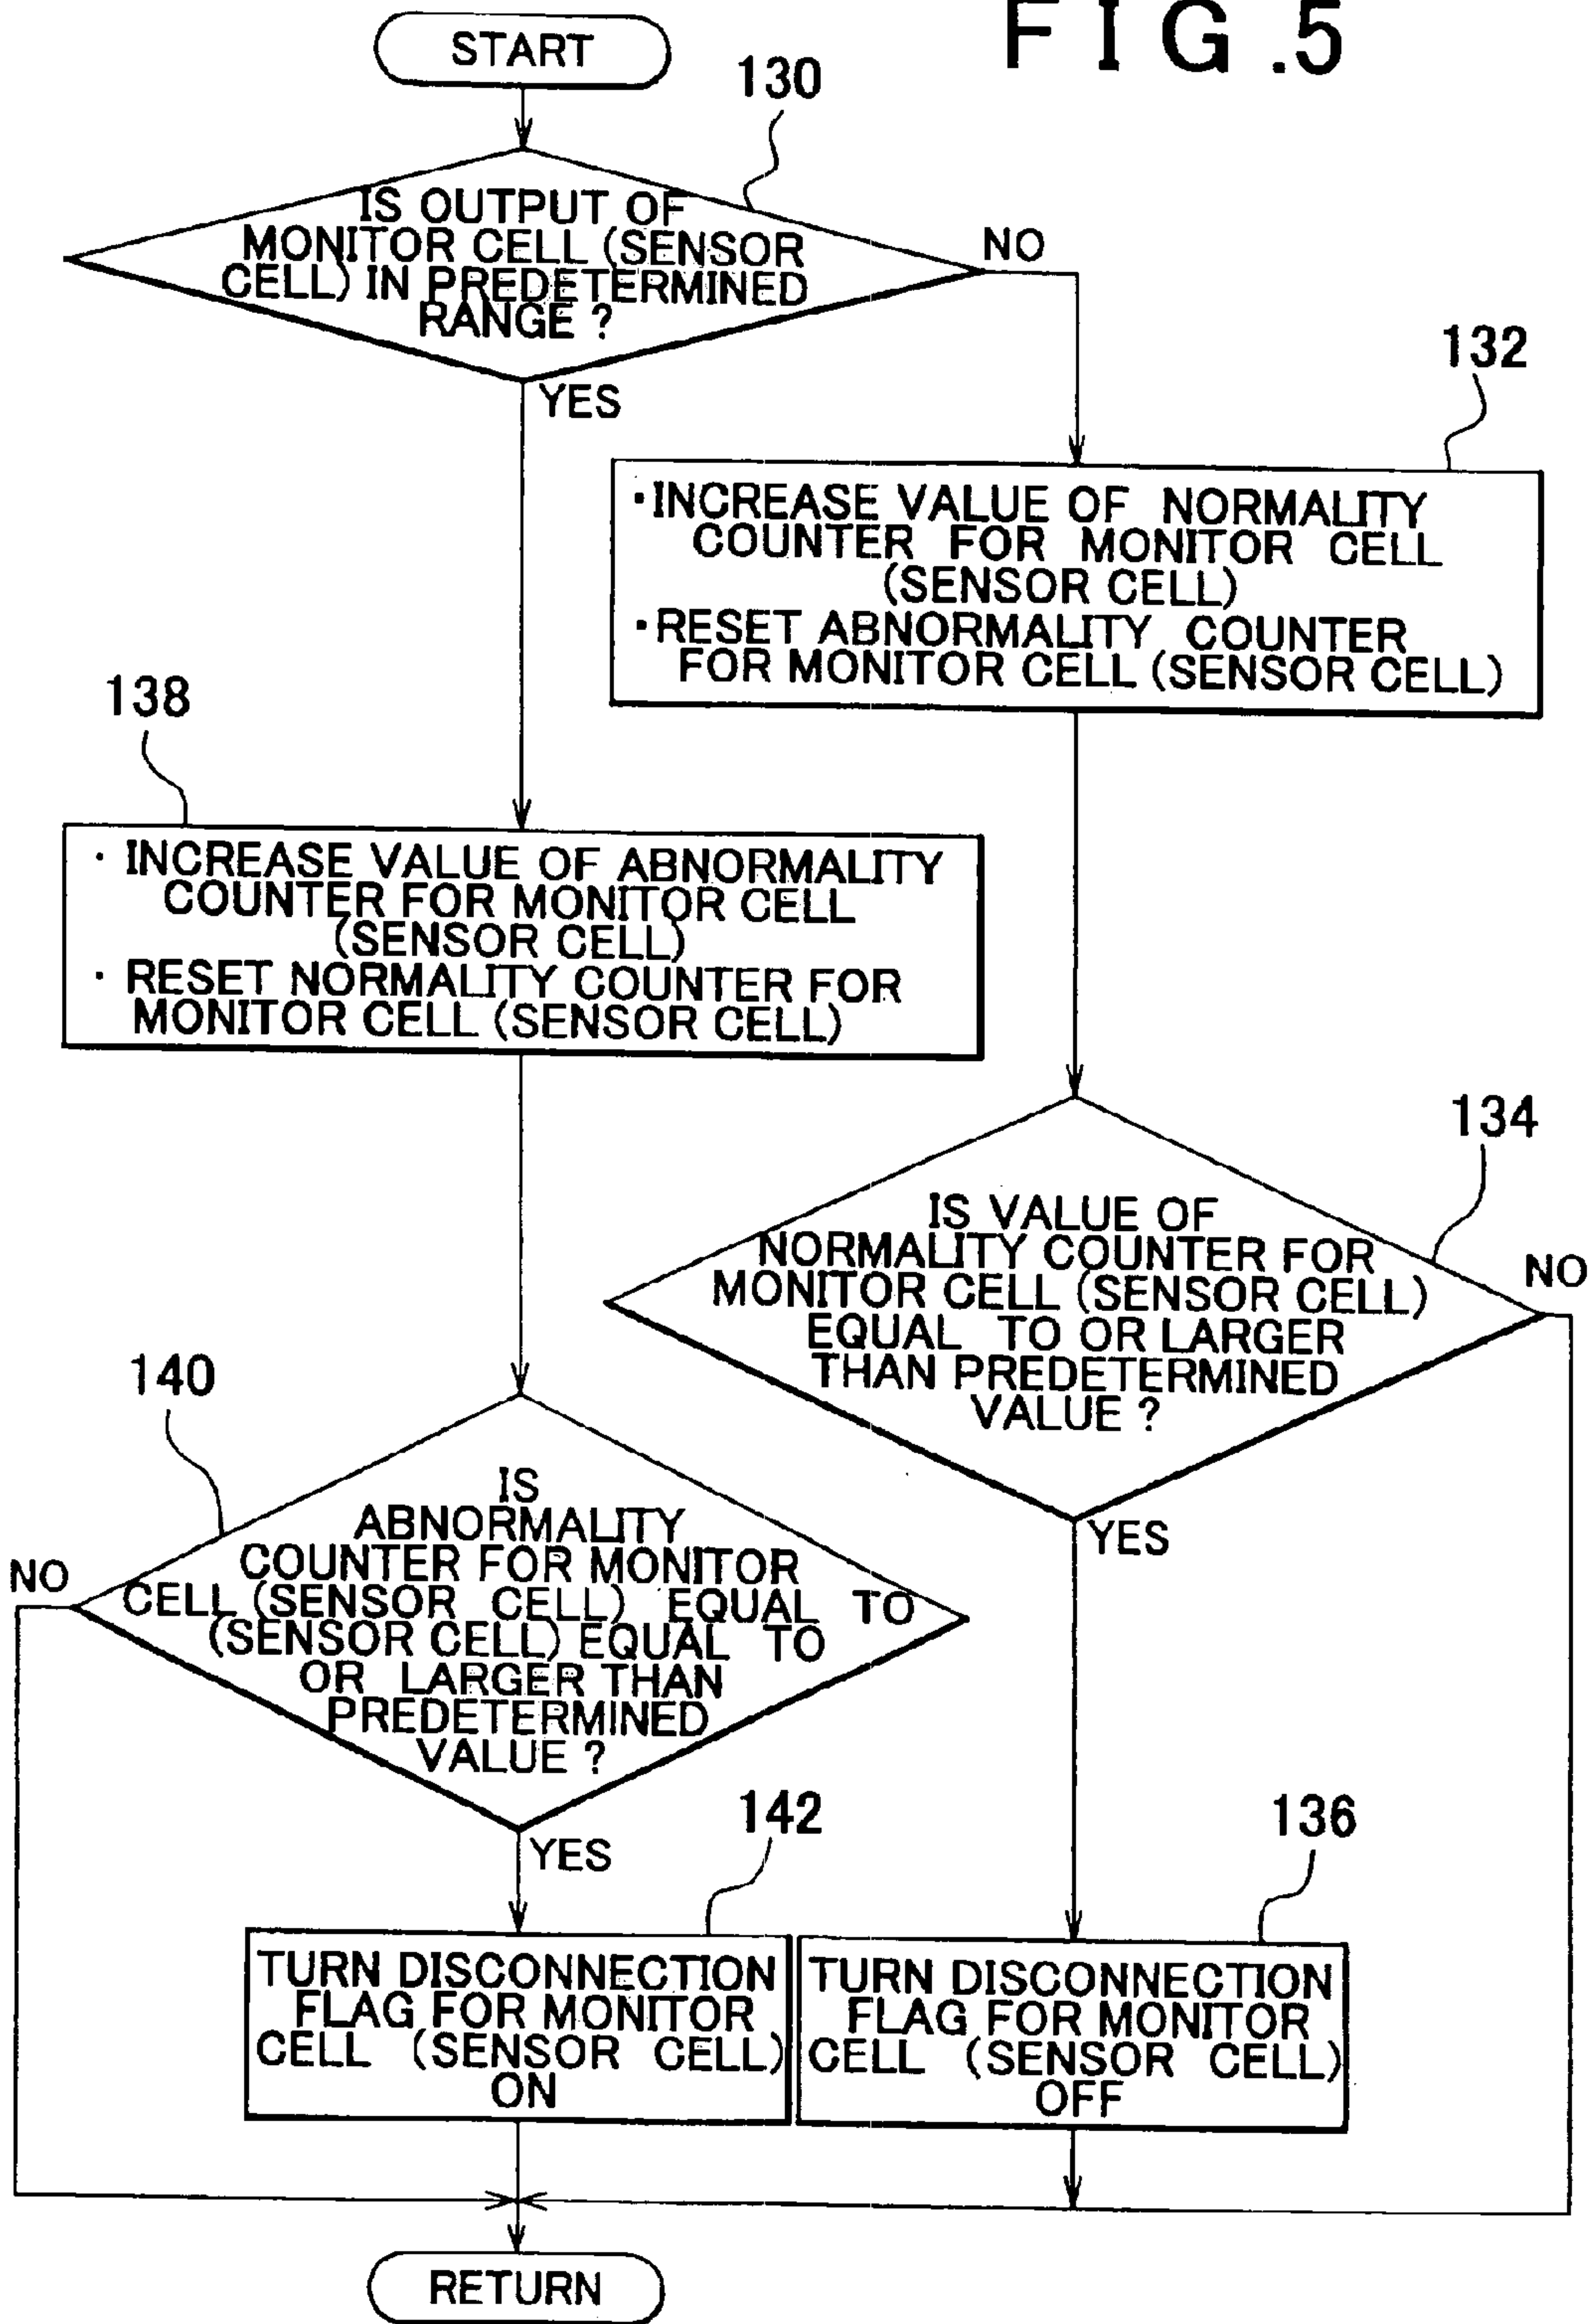 FIG.5
START
130
IS OUTPUT OF
MONITOR CELL (SENSOR
CELL) IN PREDETERMINED
RANGE ?
NO
YES
132
·INCREASE VALUE OF NORMALITY
COUNTER FOR MONITOR CELL
(SENSOR CELL)
·RESET ABNORMALITY COUNTER
FOR MONITOR CELL (SENSOR CELL)
138
· INCREASE VALUE OF ABNORMALITY
COUNTER FOR MONITOR CELL
(SENSOR CELL)
· RESET NORMALITY COUNTER FOR
MONITOR CELL (SENSOR CELL)
134
IS VALUE OF
NORMALITY COUNTER FOR
MONITOR CELL (SENSOR CELL)
EQUAL TO OR LARGER
THAN PREDETERMINED
VALUE ?
NO
YES
140
IS
ABNORMALITY
COUNTER FOR MONITOR
CELL (SENSOR CELL) EQUAL TO
(SENSOR CELL) EQUAL TO
OR LARGER THAN
PREDETERMINED
VALUE ?
NO
YES
142
TURN DISCONNECTION
FLAG FOR MONITOR
CELL (SENSOR CELL)
ON
136
TURN DISCONNECTION
FLAG FOR MONITOR
CELL (SENSOR CELL)
OFF
RETURN